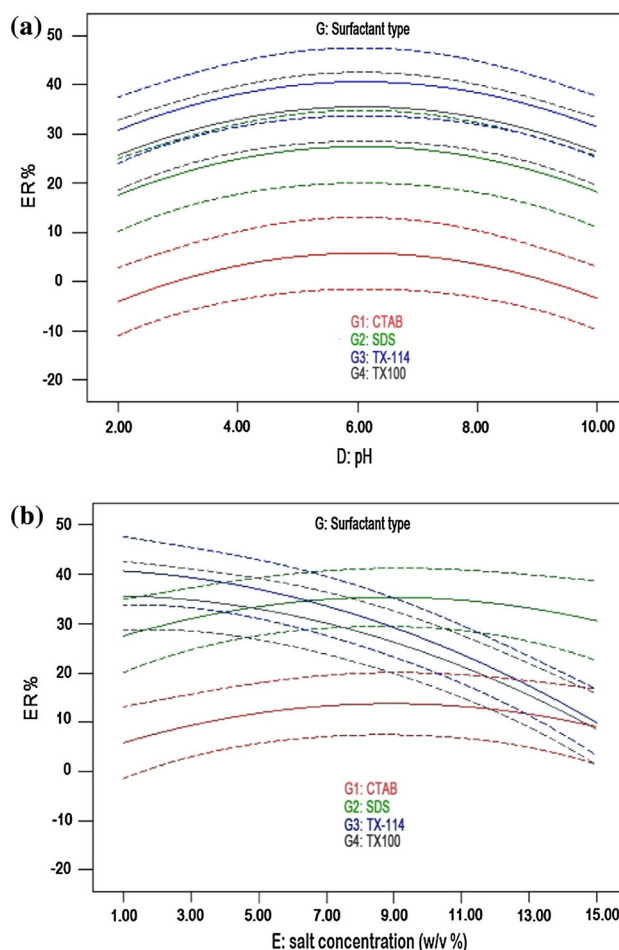 (a)
G: Surfactant type
50
40
30
20
10
0
-10
-20
ER%
G1: CTAB
G2: SDS
G3: TX-114
G4: TX100
2.00 4.00 6.00 8.00 10.00
D: pH
(b)
G: Surfactant type
50
40
30
20
10
0
-10
-20
ER%
G1: CTAB
G2: SDS
G3: TX-114
G4: TX100
1.00 3.00 5.00 7.00 9.00 11.00 13.00 15.00
E: salt concentration (w/v %)